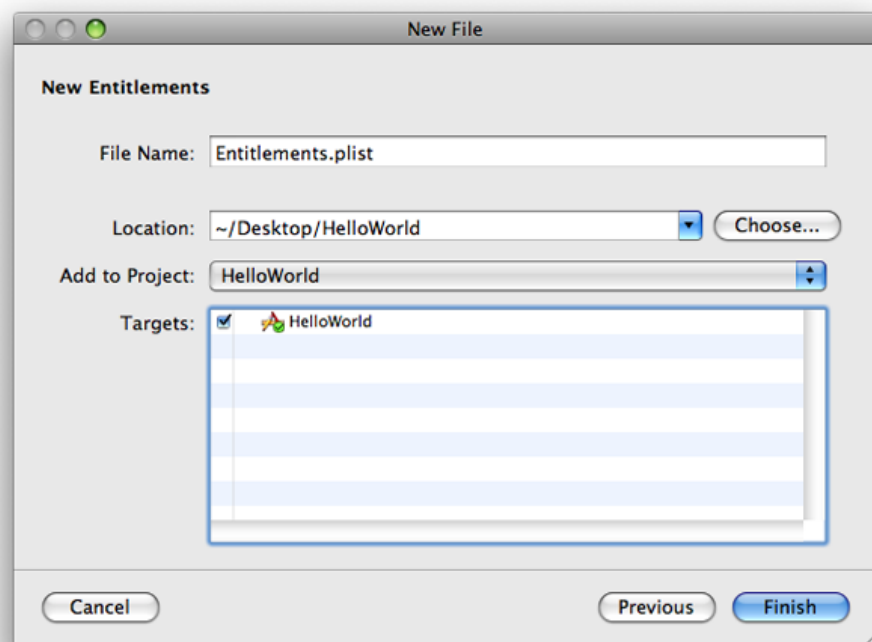 New File
New Entitlements
File Name: Entitlements.plist
Location: ~/Desktop/HelloWorld Choose...
Add to Project: HelloWorld
Targets: HelloWorld
Cancel Previous Finish